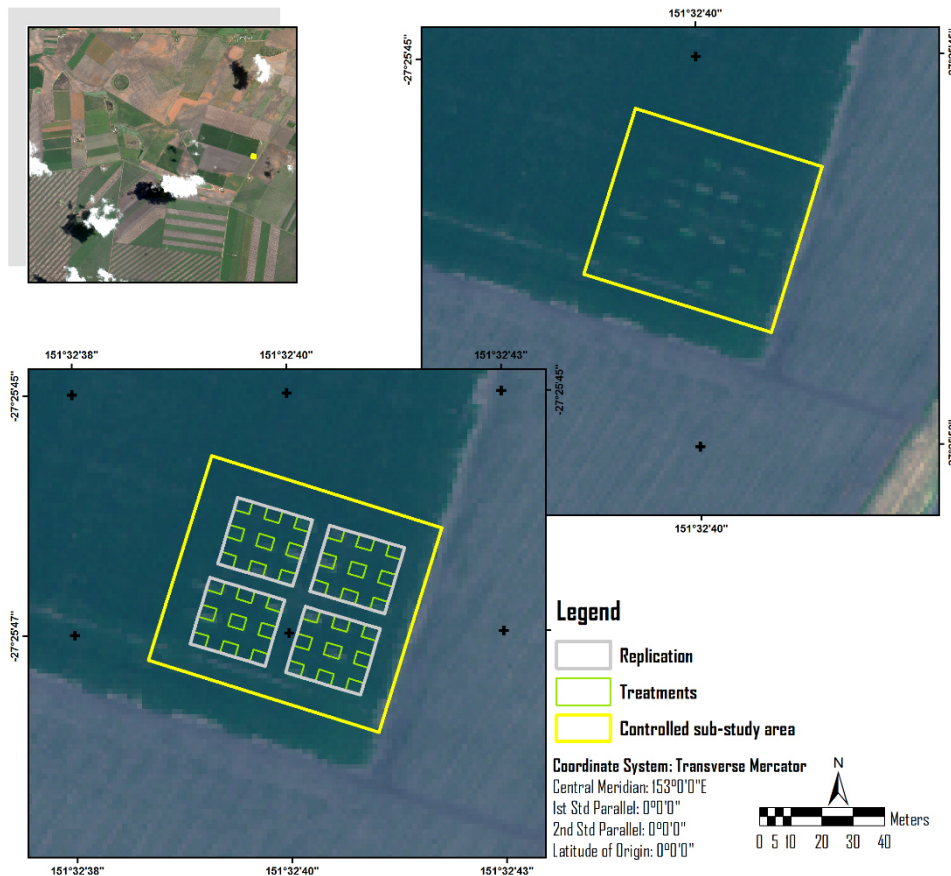 151°32'40"
-27°25'45"
151°32'38"
151°32'40"
151°32'43"
-27°25'45"
-27°25'45"
151°32'40"
-27°25'47"
151°32'38"
151°32'40"
151°32'43"
Legend
Replication
Treatments
Controlled sub-study area
Coordinate System: Transverse Mercator
Central Meridian: 153°0'0"E
1st Std Parallel: 0°0'0"
2nd Std Parallel: 0°0'0"
Latitude of Origin: 0°0'0"
N
Meters
0 5 10 20 30 40